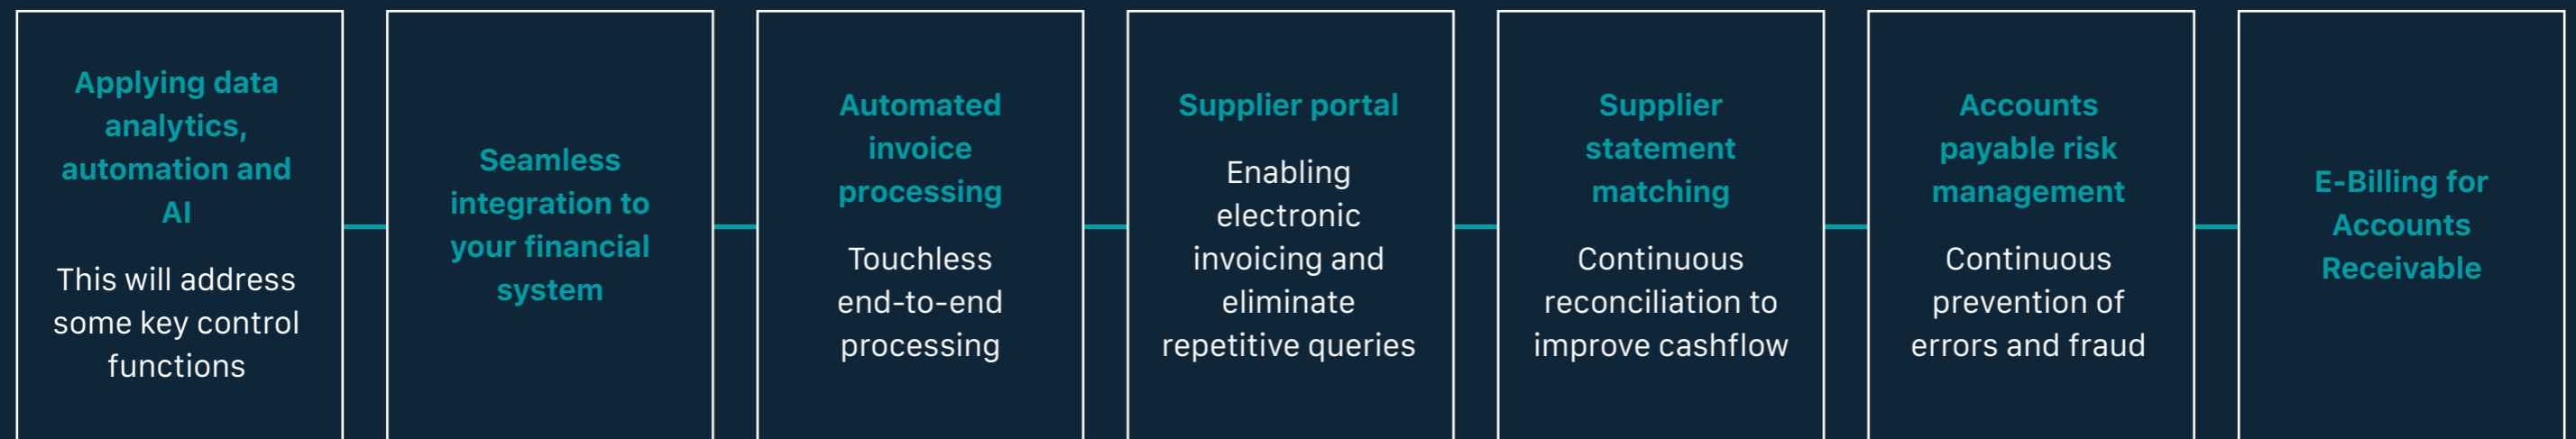 Applying data
analytics,
automation and
AI
This will address
some key control
functions
Seamless
integration to
your financial
system
Automated
invoice
processing
Touchless
end-to-end
processing
Supplier portal
Enabling
electronic
invoicing and
eliminate
repetitive queries
Supplier
statement
matching
Continuous
reconciliation to
improve cashflow
Accounts
payable risk
management
Continuous
prevention of
errors and fraud
E-Billing for
Accounts
Receivable